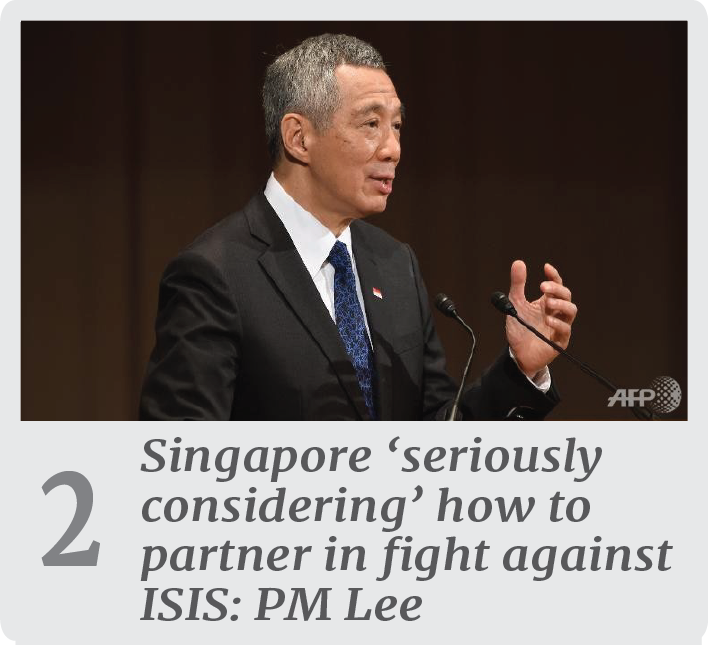 AFP
2
Singapore ‘seriously
considering’ how to
partner in fight against
ISIS: PM Lee